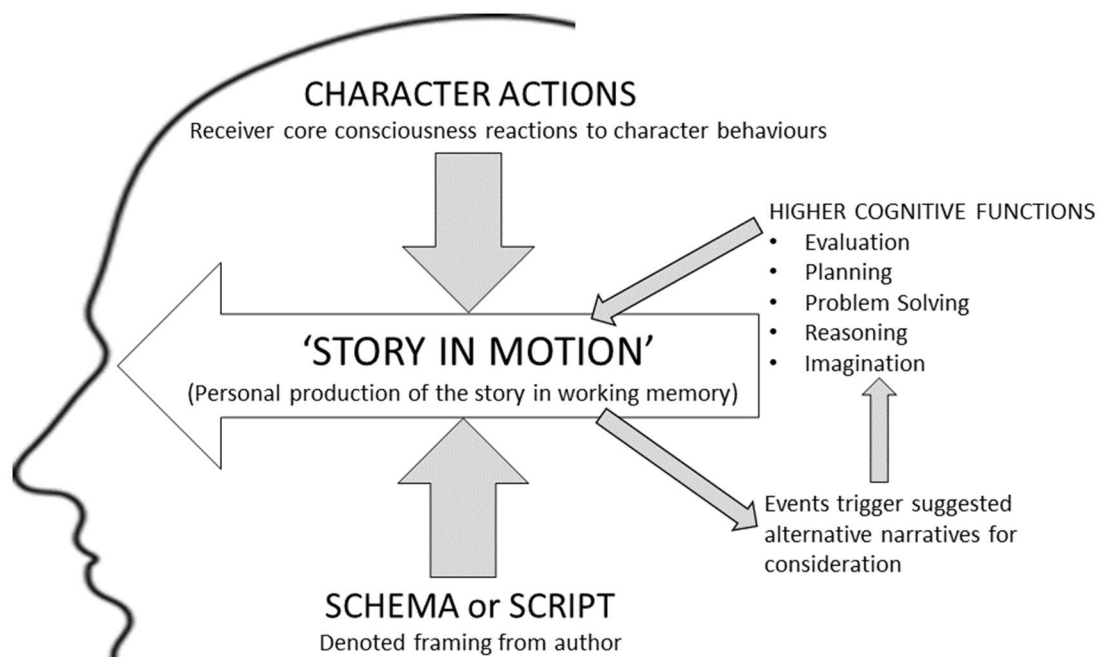 CHARACTER ACTIONS
Receiver core consciousness reactions to character behaviours
HIGHER COGNITIVE FUNCTIONS
• Evaluation
• Planning
• Problem Solving
• Reasoning
• Imagination
‘STORY IN MOTION’
(Personal production of the story in working memory)
Events trigger suggested
alternative narratives for
consideration
SCHEMA or SCRIPT
Denoted framing from author